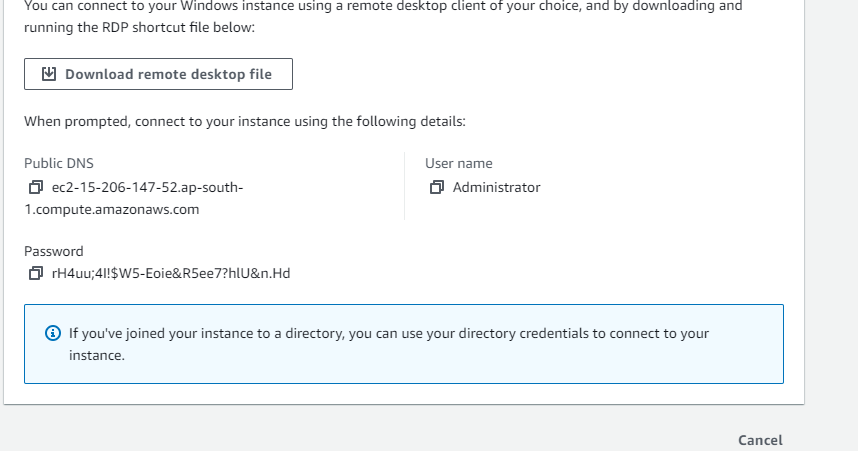 You can connect to your Windows instance using a remote desktop client of your choice, and by downloading and
running the RDP shortcut file below:
Download remote desktop file
When prompted, connect to your instance using the following details:
Public DNS
ec2-15-206-147-52.ap-south-
1.compute.amazonaws.com
User name
Administrator
Password
rH4uu;4I!$W5-Eoie&R5ee7?hlU&n.Hd
If you've joined your instance to a directory, you can use your directory credentials to connect to your
instance.
Cancel